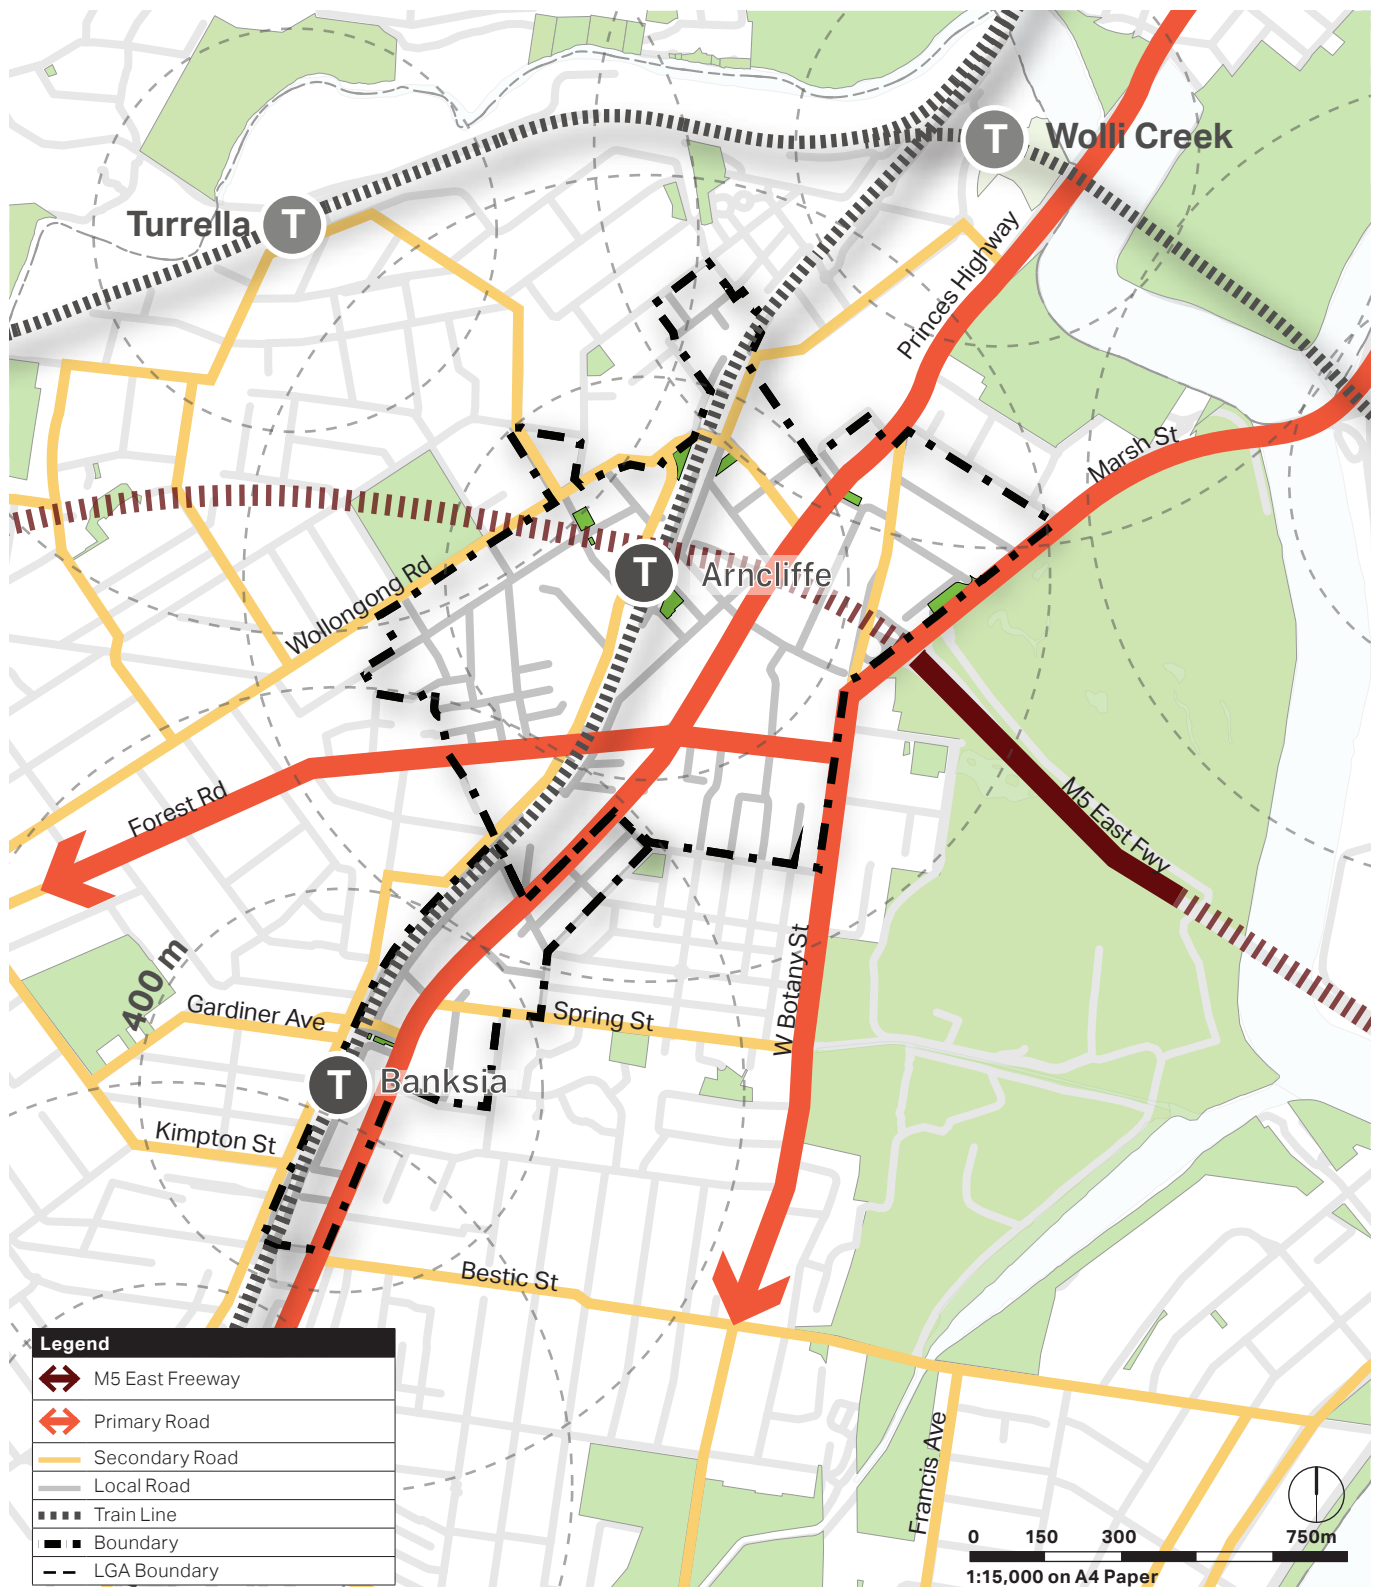 T Wolli Creek
Turrella T
Princes Highway
Marsh St
Wollongong Rd
T Arncliffe
Forest Rd
M5 East Fwy
400 m
W Botany St
Gardiner Ave
Spring St
T Banksia
Kimpton St
Bestic St
Francis Ave
Legend
M5 East Freeway
Primary Road
Secondary Road
Local Road
Train Line
Boundary
LGA Boundary
0 150 300 750m
1:15,000 on A4 Paper